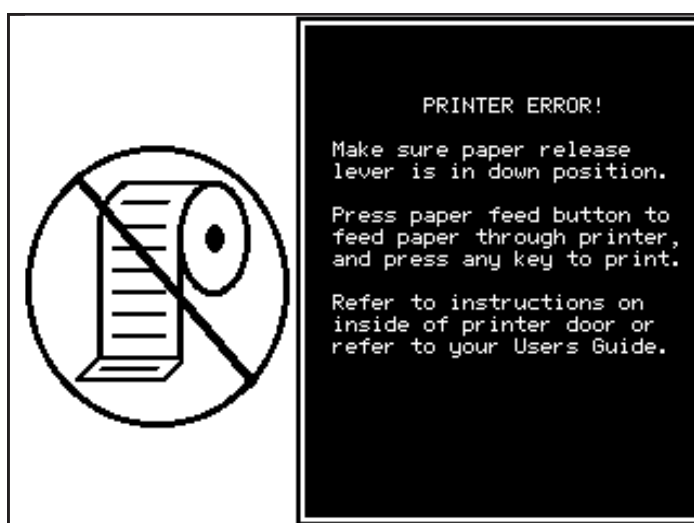 PRINTER ERROR!
Make sure paper release
lever is in down position.
Press paper feed button to
feed paper through printer,
and press any key to print.
Refer to instructions on
inside of printer door or
refer to your Users Guide.